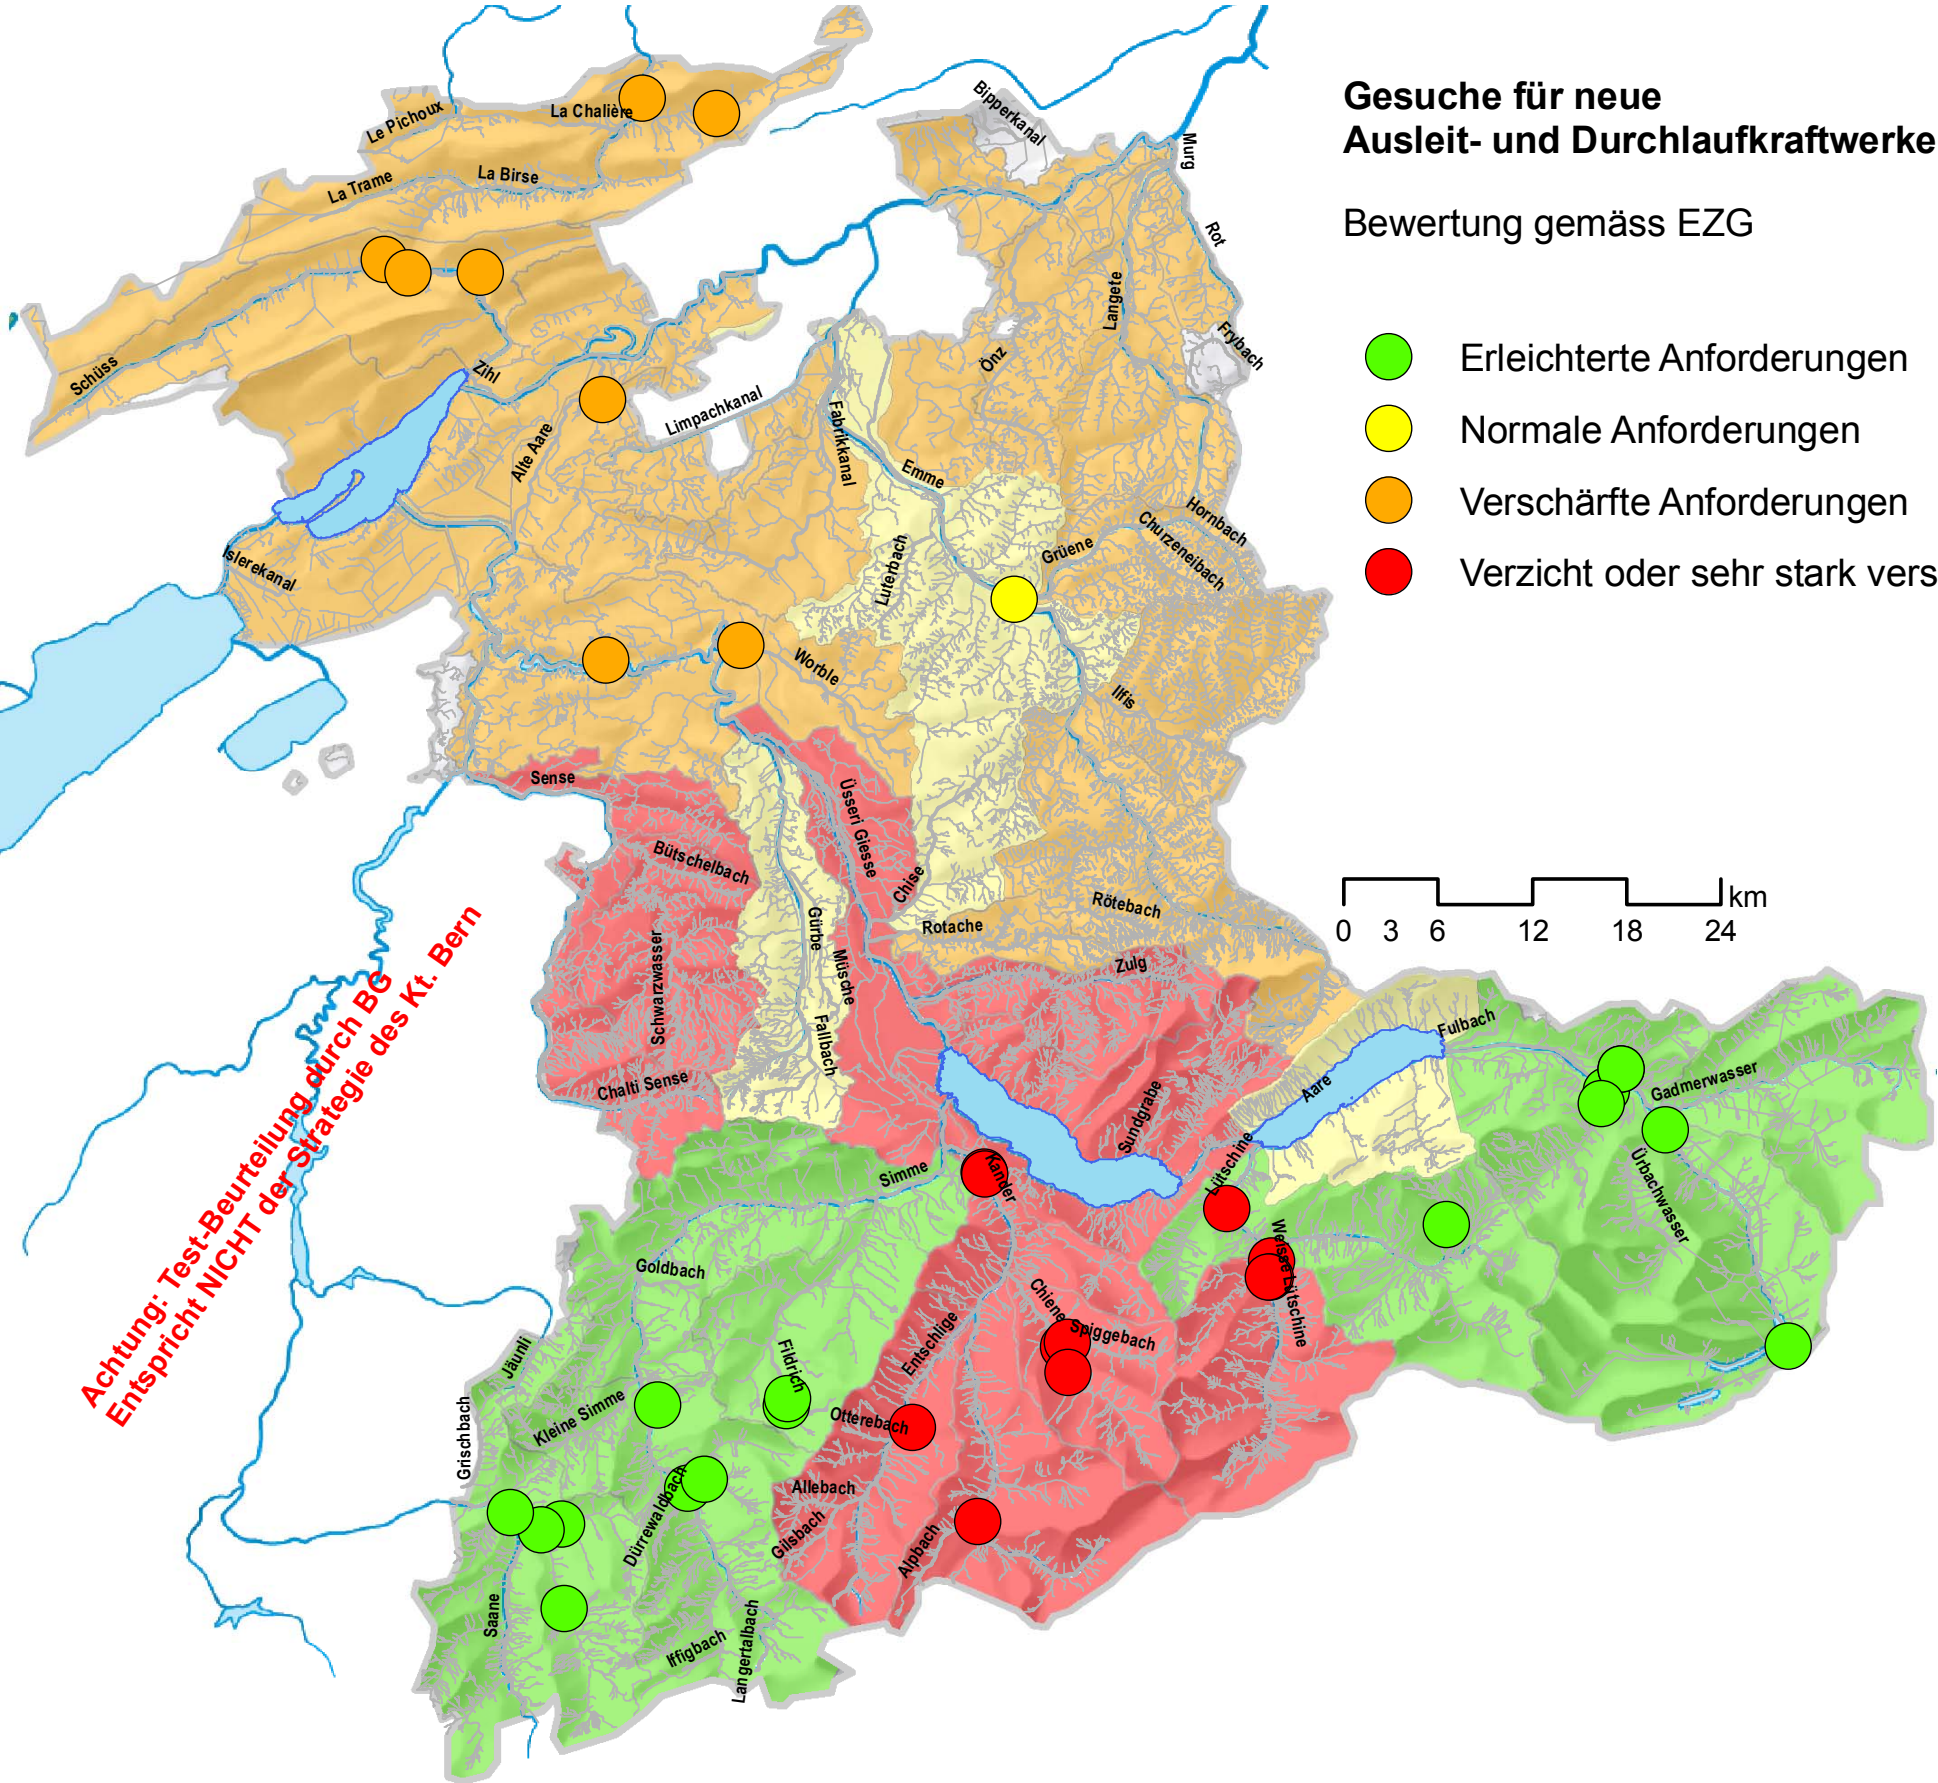 Gesuche für neue
Ausleit- und Durchlaufkraftwerke
Bewertung gemäss EZG
Erleichterte Anforderungen
Normale Anforderungen
Verschärfte Anforderungen
Verzicht oder sehr stark vers
km
0 3 6 12 18 24
Achtung: Test-Beurteilung durch BG
Entspricht NICHT der Strategie des Kt. Bern
Le Pichoux
La Chalière
La Trame
La Birse
Bipperkanal
Murg
Rot
Langete
Frybach
Önz
Schüss
Zihl
Limpachkanal
Alte Aare
Fabrikkanal
Emme
Hornbach
Churzeneibach
Grüene
Islerekanal
Luterbach
Worble
Ilfis
Sense
Üsseri Giesse
Bütschelbach
Chise
Rötebach
Rotache
Gürbe
Müsche
Zulg
Schwarzwasser
Fallbach
Chalti Sense
Fulbach
Aare
Gadmerwasser
Sundgrabe
Lütschine
Ürbachwasser
Simme
Kander
Weisse Lütschine
Goldbach
Chiene
Spiggebach
Entschlige
Jäunli
Fildrich
Kleine Simme
Otterebach
Grischbach
Allebach
Dürrewaldbach
Gilsbach
Alpbach
Saane
Iffigbach
Langertalbach